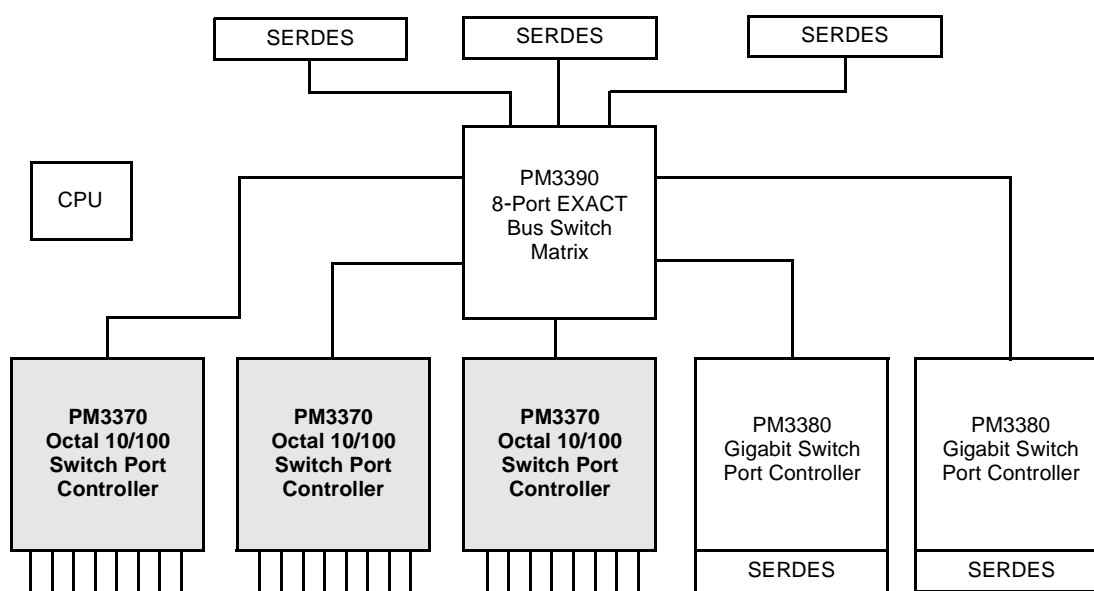 SERDES
SERDES
SERDES
CPU
PM3390
8-Port EXACT
Bus Switch
Matrix
PM3370
Octal 10/100
Switch Port
Controller
PM3370
Octal 10/100
Switch Port
Controller
PM3370
Octal 10/100
Switch Port
Controller
PM3380
Gigabit Switch
Port Controller
PM3380
Gigabit Switch
Port Controller
SERDES
SERDES